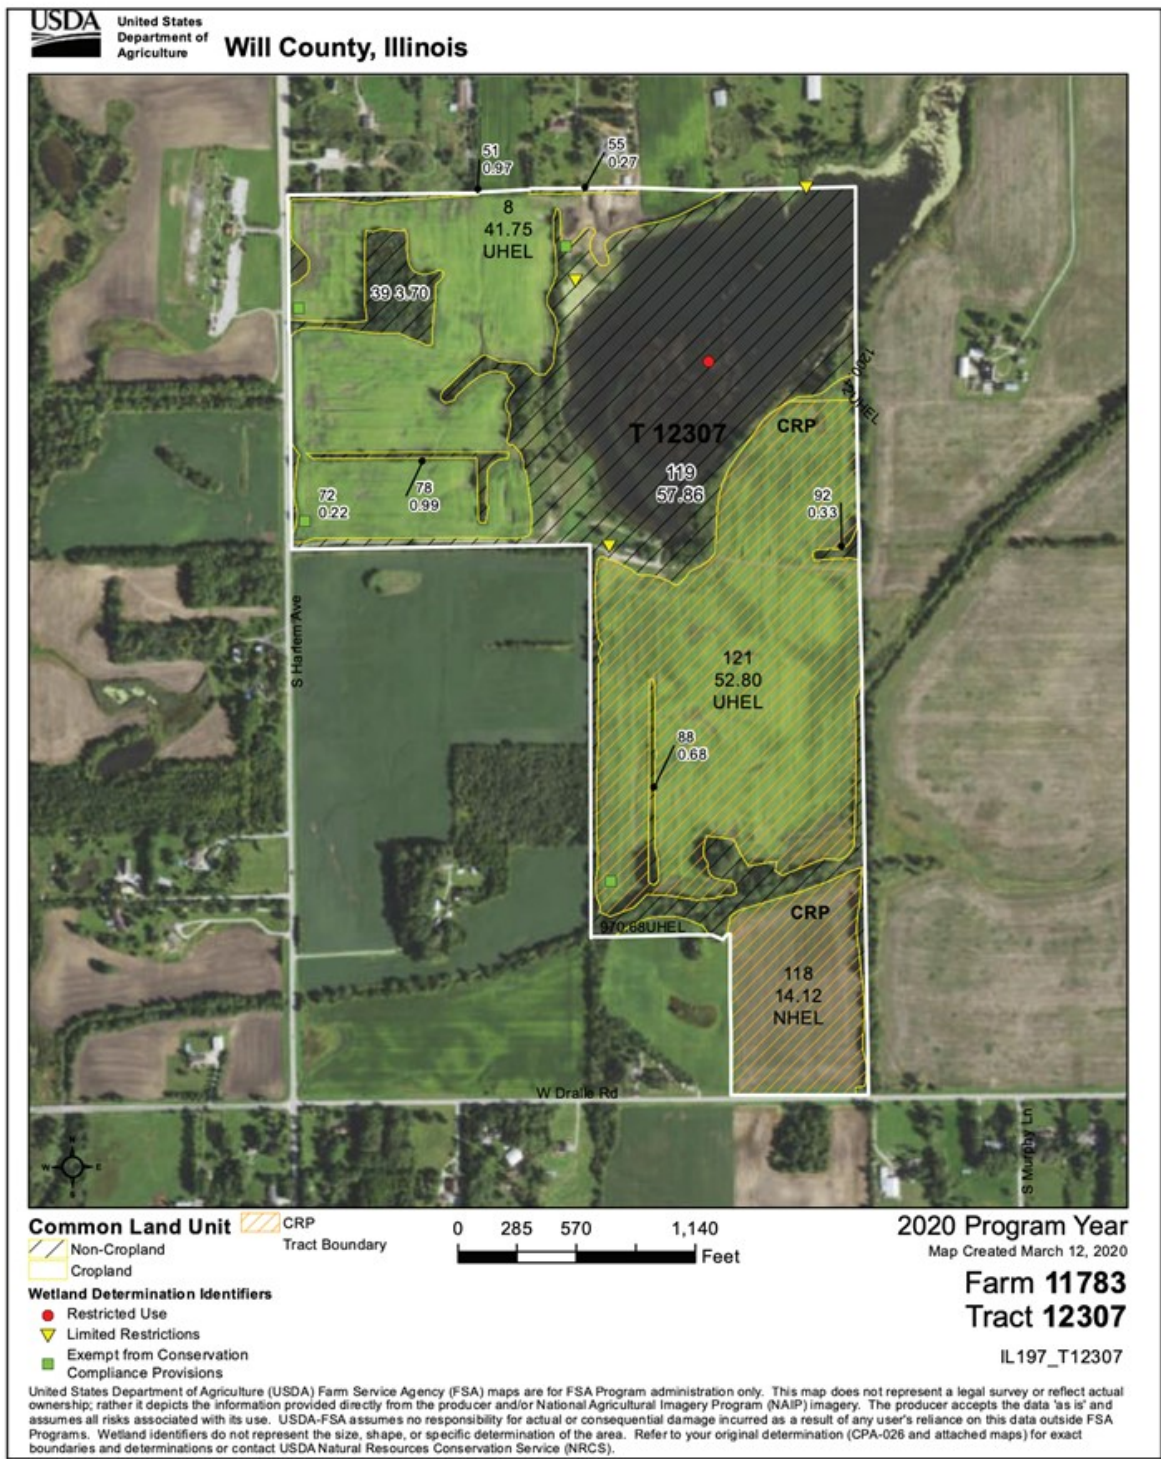 USDA
United States
Department of
Agriculture
Will County, Illinois
51
0.97
55
0.27
8
41.75
UHEL
39 3.70
CRP
T 12307
119
57.86
72
0.22
78
0.99
92
0.33
S Harlem Ave
121
52.80
UHEL
88
0.68
CRP
970.68UHEL
118
14.12
NHEL
W Dralle Rd
S Murphy Ln
N
W E
S
Common Land Unit
Non-Cropland
Cropland
CRP
Tract Boundary
Wetland Determination Identifiers
Restricted Use
Limited Restrictions
Exempt from Conservation
Compliance Provisions
0 285 570 1,140
Feet
2020 Program Year
Map Created March 12, 2020
Farm 11783
Tract 12307
IL197_T12307
United States Department of Agriculture (USDA) Farm Service Agency (FSA) maps are for FSA Program administration only. This map does not represent a legal survey or reflect actual
ownership; rather it depicts the information provided directly from the producer and/or National Agricultural Imagery Program (NAIP) imagery. The producer accepts the data 'as is' and
assumes all risks associated with its use. USDA-FSA assumes no responsibility for actual or consequential damage incurred as a result of any user's reliance on this data outside FSA
Programs. Wetland identifiers do not represent the size, shape, or specific determination of the area. Refer to your original determination (CPA-026 and attached maps) for exact
boundaries and determinations or contact USDA Natural Resources Conservation Service (NRCS).